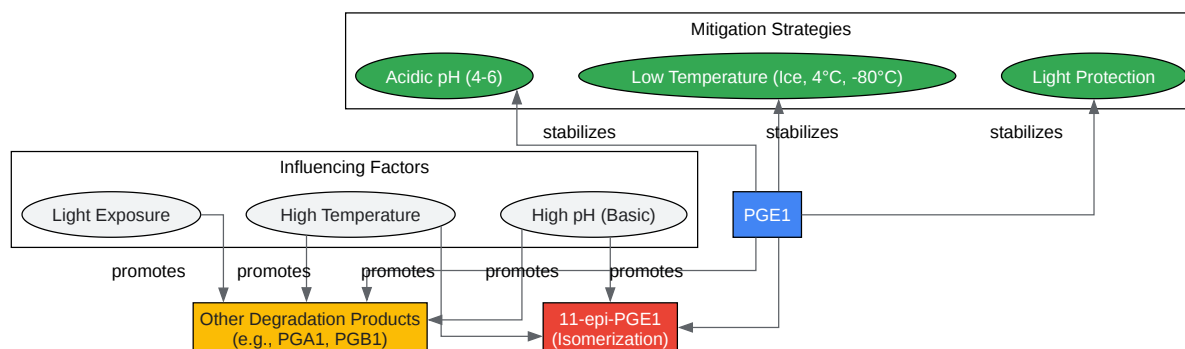 Mitigation Strategies
Acidic pH (4-6)
Low Temperature (Ice, 4°C, -80°C)
Light Protection
stabilizes
stabilizes
stabilizes
Influencing Factors
Light Exposure
High Temperature
High pH (Basic)
PGE1
promotes
promotes
promotes
promotes
promotes
Other Degradation Products
(e.g., PGA1, PGB1)
11-epi-PGE1
(Isomerization)